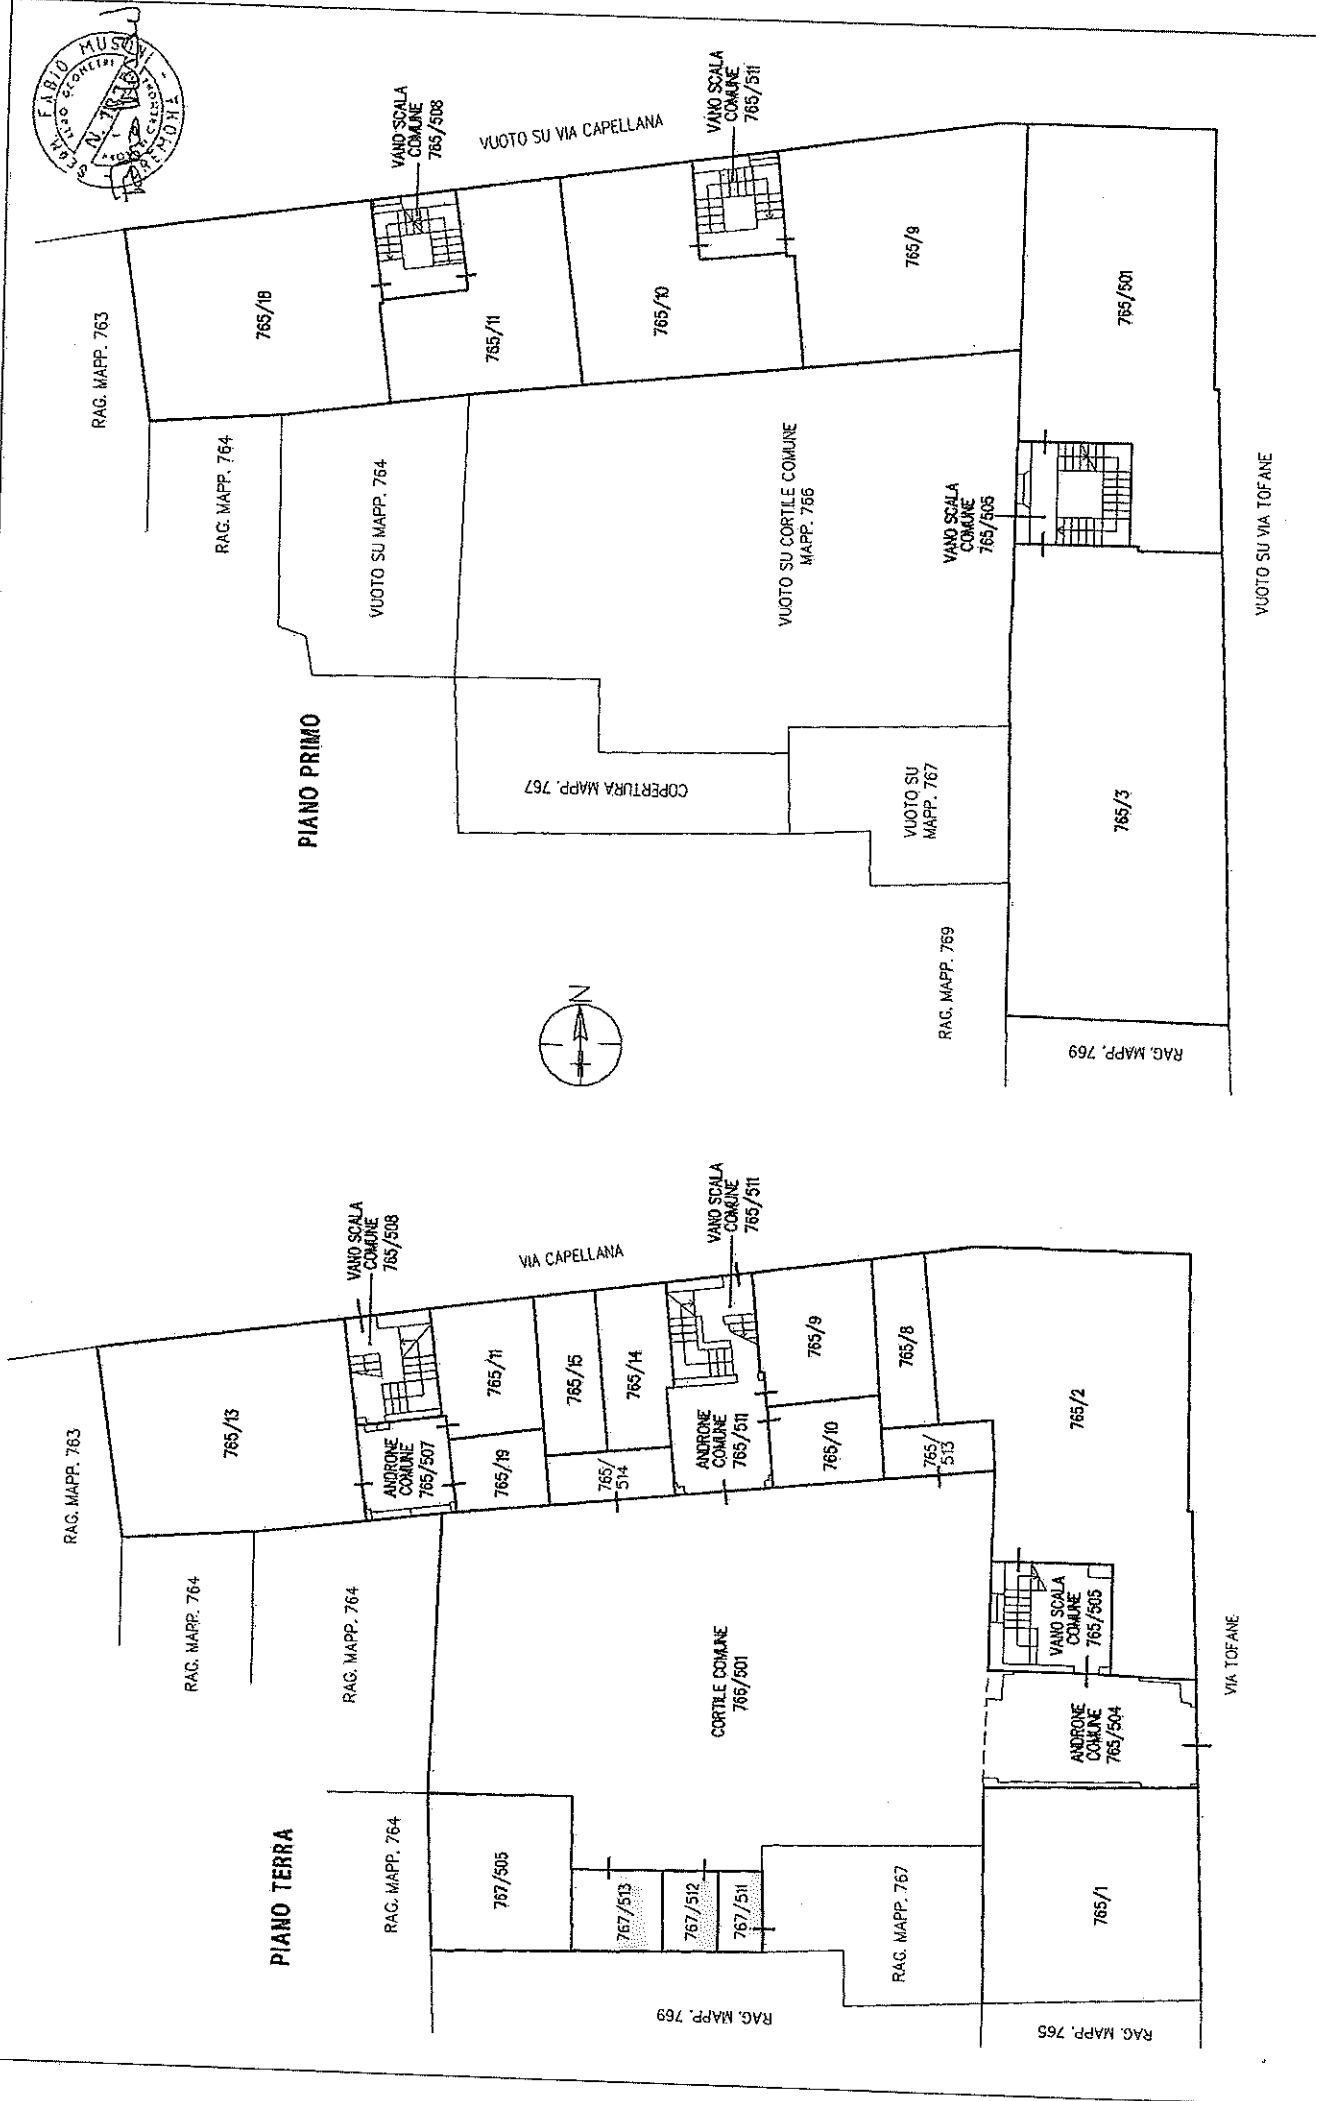 PIANO TERRA
RAG. MAPP. 763
RAG. MAPP. 764
RAG. MAPP. 764
RAG. MAPP. 764
RAG. MAPP. 769
RAG. MAPP. 767
RAG. MAPP. 765
765/13
VANO SCALA
COMUNE
765/508
ANDRONE
COMUNE
765/507
VIA CAPELLANA
765/11
765/19
765/15
765/14
765/
514
VANO SCALA
COMUNE
765/511
ANDRONE
COMUNE
765/511
765/9
765/10
765/8
765/
513
765/2
CORTILE COMUNE
766/501
VANO SCALA
COMUNE
765/505
ANDRONE
COMUNE
765/504
VIA TOFANE
767/505
767/513
767/512
767/511
765/1
N
PIANO PRIMO
RAG. MAPP. 763
RAG. MAPP. 764
VUOTO SU MAPP. 764
765/18
VANO SCALA
COMUNE
765/508
VUOTO SU VIA CAPELLANA
765/11
765/10
VANO SCALA
COMUNE
765/511
765/9
765/501
VUOTO SU CORTILE COMUNE
MAPP. 766
VANO SCALA
COMUNE
765/505
VUOTO SU VIA TOFANE
COPERTURA MAPP. 767
VUOTO SU
MAPP. 767
765/3
RAG. MAPP. 769
RAG. MAPP. 769
GEOM. FABIO MUSONI - CREMONA
ALBO GEOMETRI